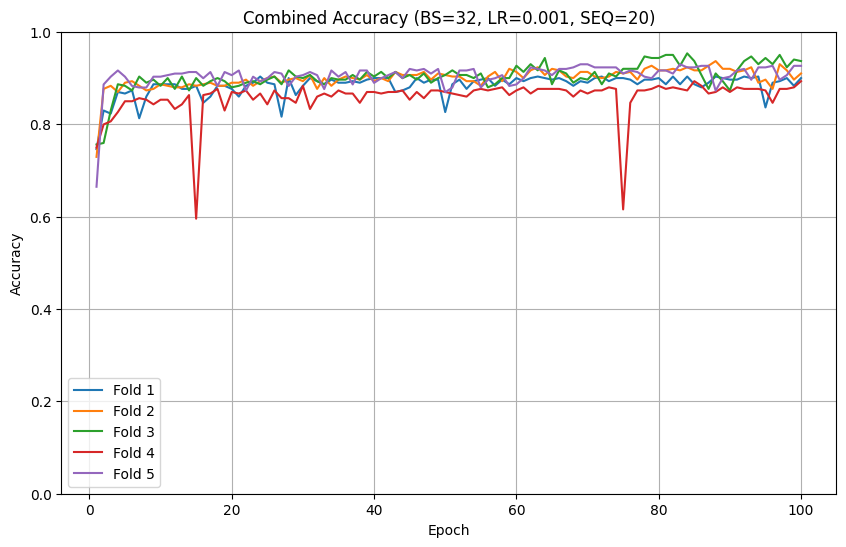 Combined Accuracy (BS=32, LR=0.001, SEQ=20)
1.0
0.8
0.6
0.4
0.2
0.0
Accuracy
Fold 1
Fold 2
Fold 3
Fold 4
Fold 5
0 20 40 60 80 100
Epoch